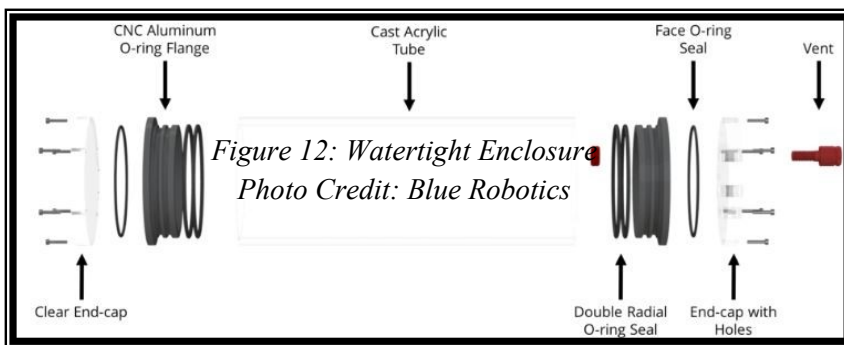 CNC Aluminum
O-ring Flange
Cast Acrylic
Tube
Face O-ring
Seal
Vent
Figure 12: Watertight Enclosure
Photo Credit: Blue Robotics
Clear End-cap
Double Radial
O-ring Seal
End-cap with
Holes